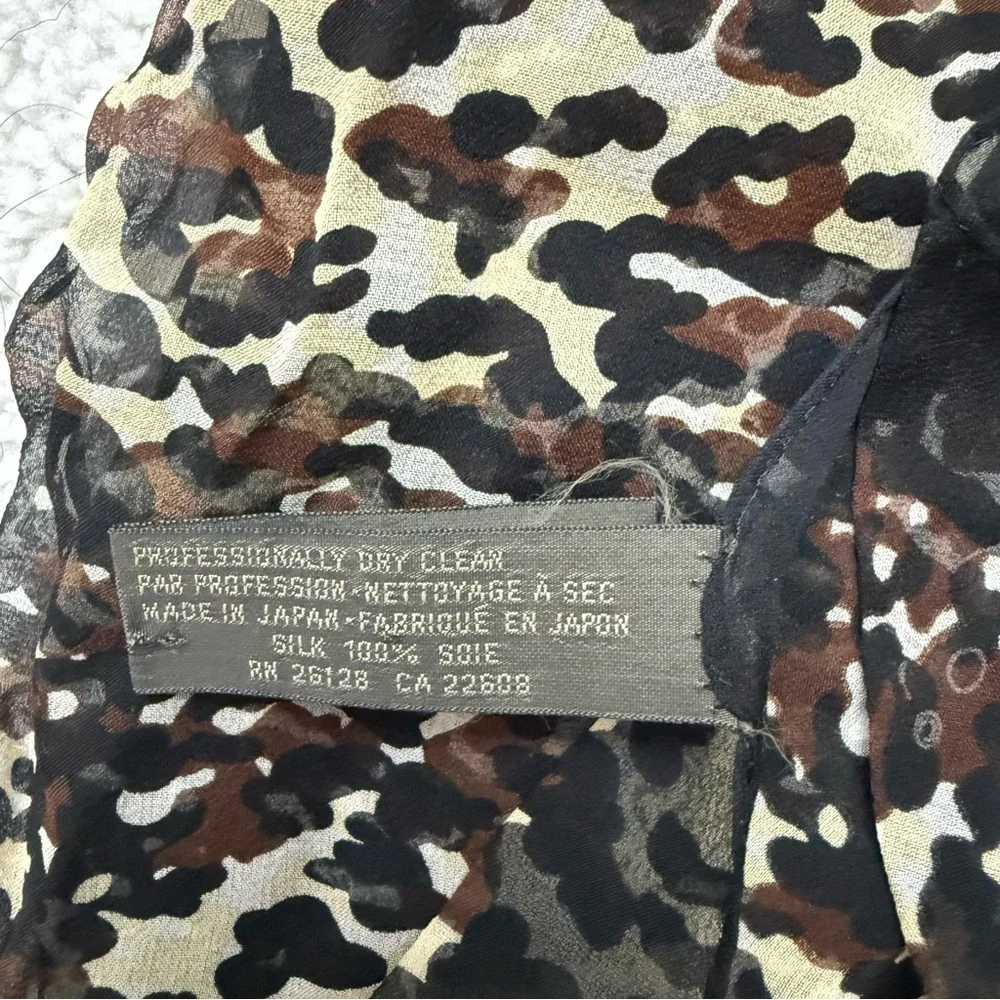 PROFESSIONALLY DRY CLEAN
PAR PROFESSION-NETTOYAGE À SEC
MADE IN JAPAN-FABRIQUÉ EN JAPON
SILK 100% SOIE
RN 26128 CA 22608